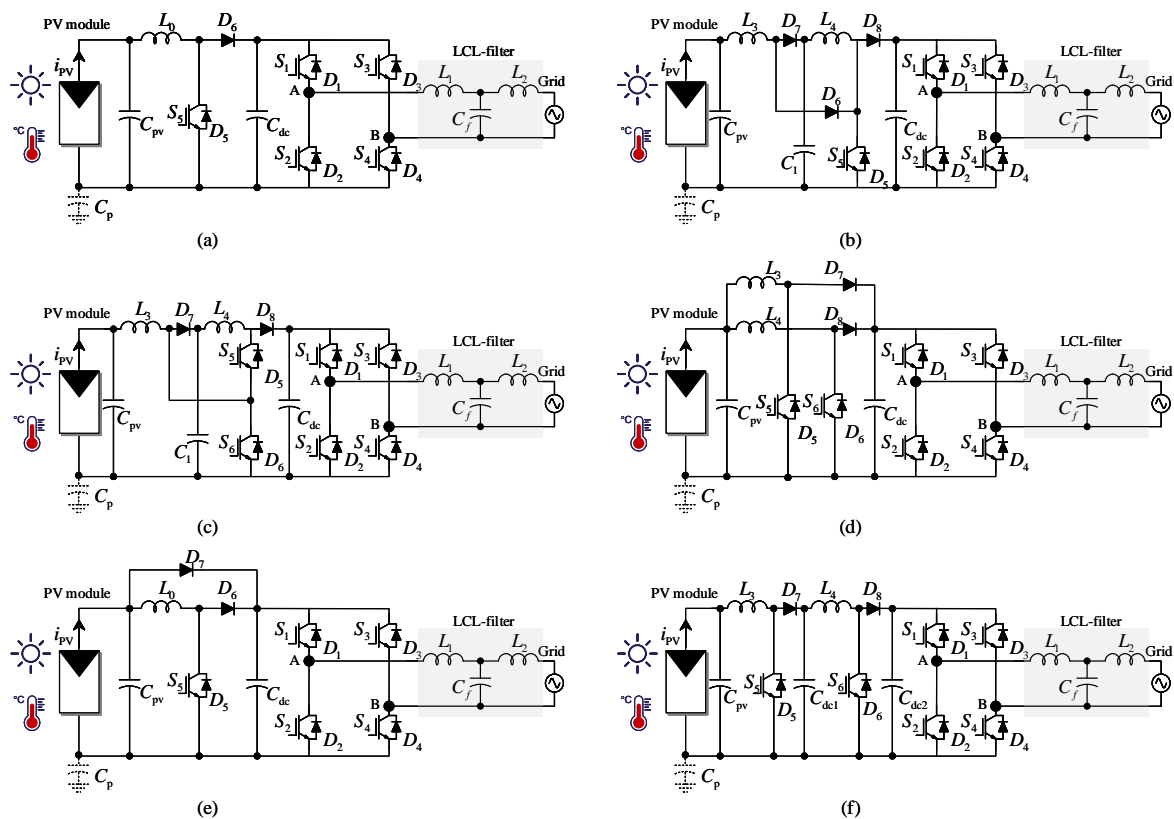 PV module L0 D6
LCL-filter
iPV S1 S3 L1 L2 Grid
A D1 D3
°C Cpv S5 D5 Cdc Cf
B
S2 S4
D2 D4
Cp
(a)
PV module L3 D7 L4 D8
LCL-filter
iPV S1 S3 L1 L2 Grid
A D1 D3
°C Cpv D6 Cdc Cf
B
C1 S5 S2 S4
D5 D2 D4
Cp
(b)
PV module L3 D7 L4 D8
LCL-filter
iPV S5 S1 S3 L1 L2 Grid
D5 A D1 D3
°C Cpv Cdc Cf
B
C1 S6 S2 S4
D6 D2 D4
Cp
(c)
L3 D7
PV module L4 D8
LCL-filter
iPV S1 S3 L1 L2 Grid
A D1 D3
°C Cpv S5 S6 Cdc Cf
D5 D6 B
S2 S4
D2 D4
Cp
(d)
D7
PV module L0 D6
LCL-filter
iPV S1 S3 L1 L2 Grid
A D1 D3
°C Cpv S5 D5 Cdc Cf
B
S2 S4
D2 D4
Cp
(e)
PV module L3 D7 L4 D8
LCL-filter
iPV S1 S3 L1 L2 Grid
A D1 D3
°C Cpv S5 Cdc1 S6 Cdc2 Cf
D5 D6 B
S2 S4
D2 D4
Cp
(f)